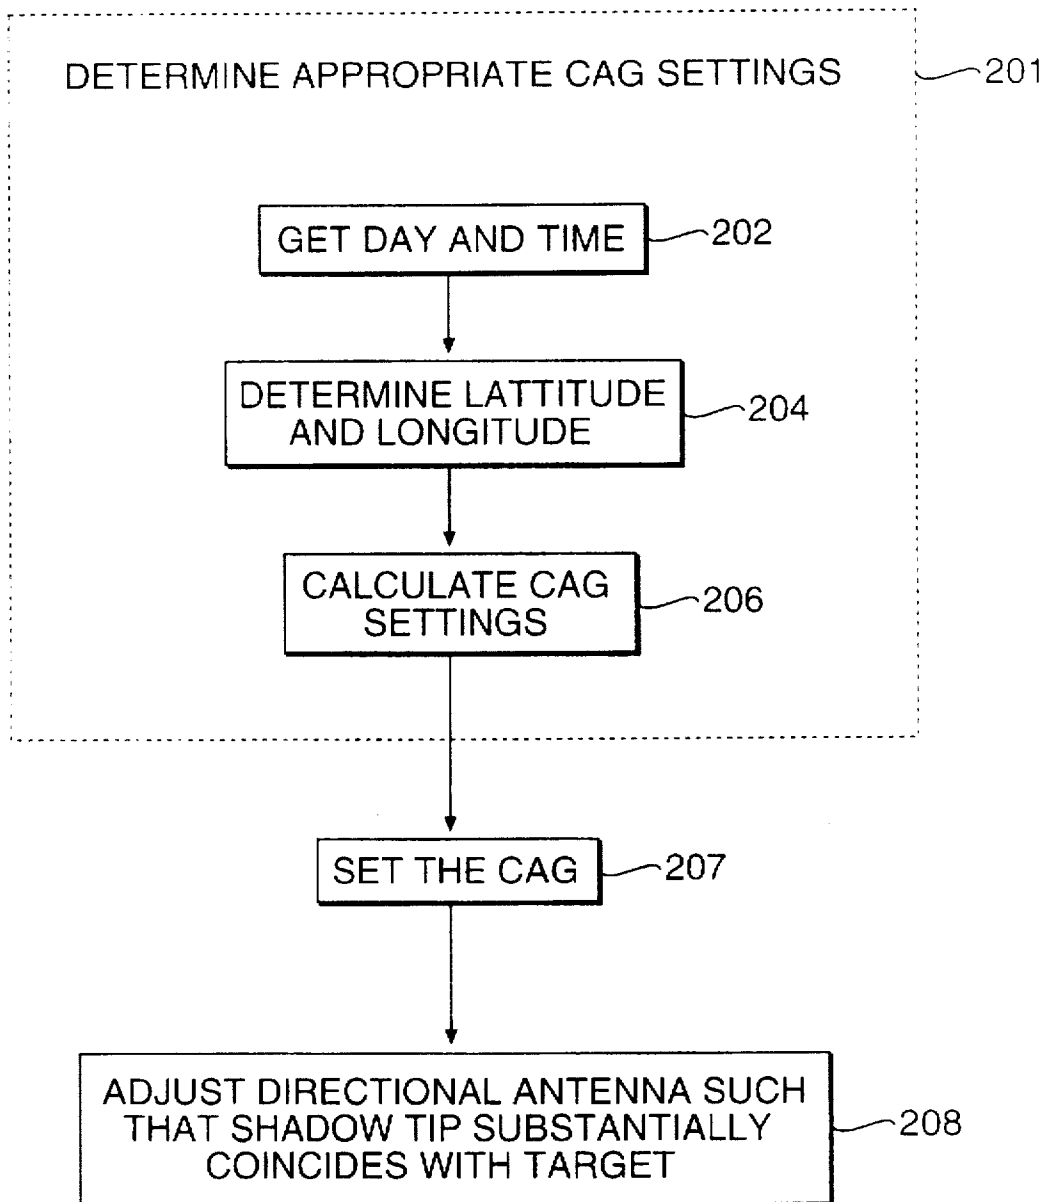 DETERMINE APPROPRIATE CAG SETTINGS
201
GET DAY AND TIME
202
DETERMINE LATTITUDE
AND LONGITUDE
204
CALCULATE CAG
SETTINGS
206
SET THE CAG
207
ADJUST DIRECTIONAL ANTENNA SUCH
THAT SHADOW TIP SUBSTANTIALLY
COINCIDES WITH TARGET
208